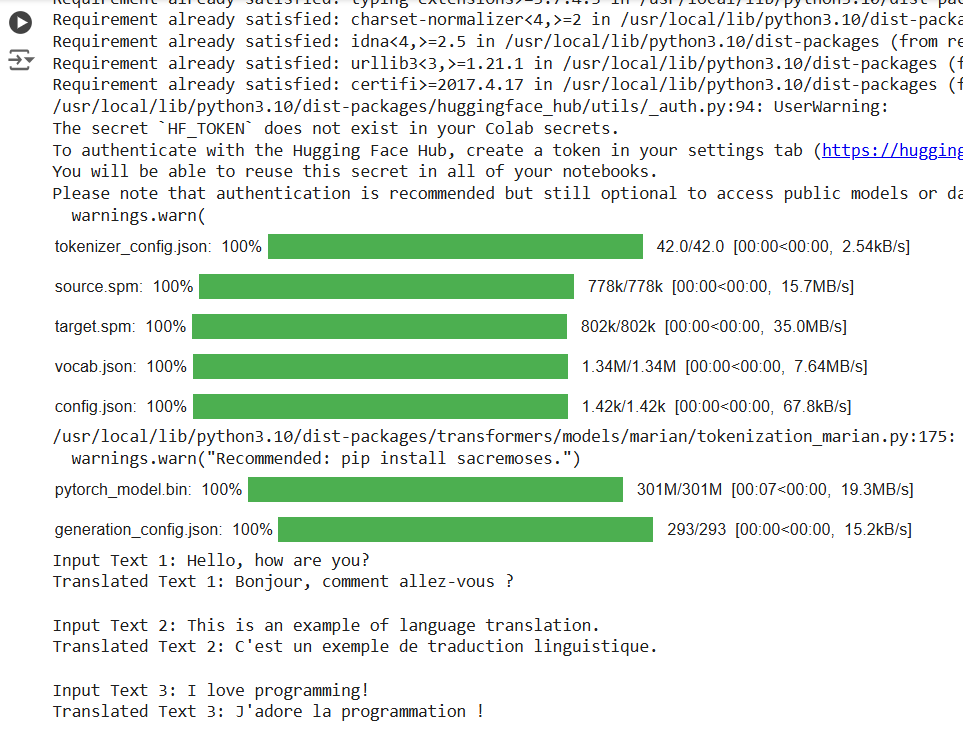 Requirement already satisfied: typing-extensions>=3.7.4.3 in /usr/local/lib/python3.10/dist-pac
Requirement already satisfied: charset-normalizer<4,>=2 in /usr/local/lib/python3.10/dist-packa
Requirement already satisfied: idna<4,>=2.5 in /usr/local/lib/python3.10/dist-packages (from re
Requirement already satisfied: urllib3<3,>=1.21.1 in /usr/local/lib/python3.10/dist-packages (f
Requirement already satisfied: certifi>=2017.4.17 in /usr/local/lib/python3.10/dist-packages (f
/usr/local/lib/python3.10/dist-packages/huggingface_hub/utils/_auth.py:94: UserWarning:
The secret `HF_TOKEN` does not exist in your Colab secrets.
To authenticate with the Hugging Face Hub, create a token in your settings tab (https://hugging
You will be able to reuse this secret in all of your notebooks.
Please note that authentication is recommended but still optional to access public models or da
warnings.warn(
tokenizer_config.json: 100% 42.0/42.0 [00:00<00:00, 2.54kB/s]
source.spm: 100% 778k/778k [00:00<00:00, 15.7MB/s]
target.spm: 100% 802k/802k [00:00<00:00, 35.0MB/s]
vocab.json: 100% 1.34M/1.34M [00:00<00:00, 7.64MB/s]
config.json: 100% 1.42k/1.42k [00:00<00:00, 67.8kB/s]
/usr/local/lib/python3.10/dist-packages/transformers/models/marian/tokenization_marian.py:175:
warnings.warn("Recommended: pip install sacremoses.")
pytorch_model.bin: 100% 301M/301M [00:07<00:00, 19.3MB/s]
generation_config.json: 100% 293/293 [00:00<00:00, 15.2kB/s]
Input Text 1: Hello, how are you?
Translated Text 1: Bonjour, comment allez-vous ?
Input Text 2: This is an example of language translation.
Translated Text 2: C'est un exemple de traduction linguistique.
Input Text 3: I love programming!
Translated Text 3: J'adore la programmation !